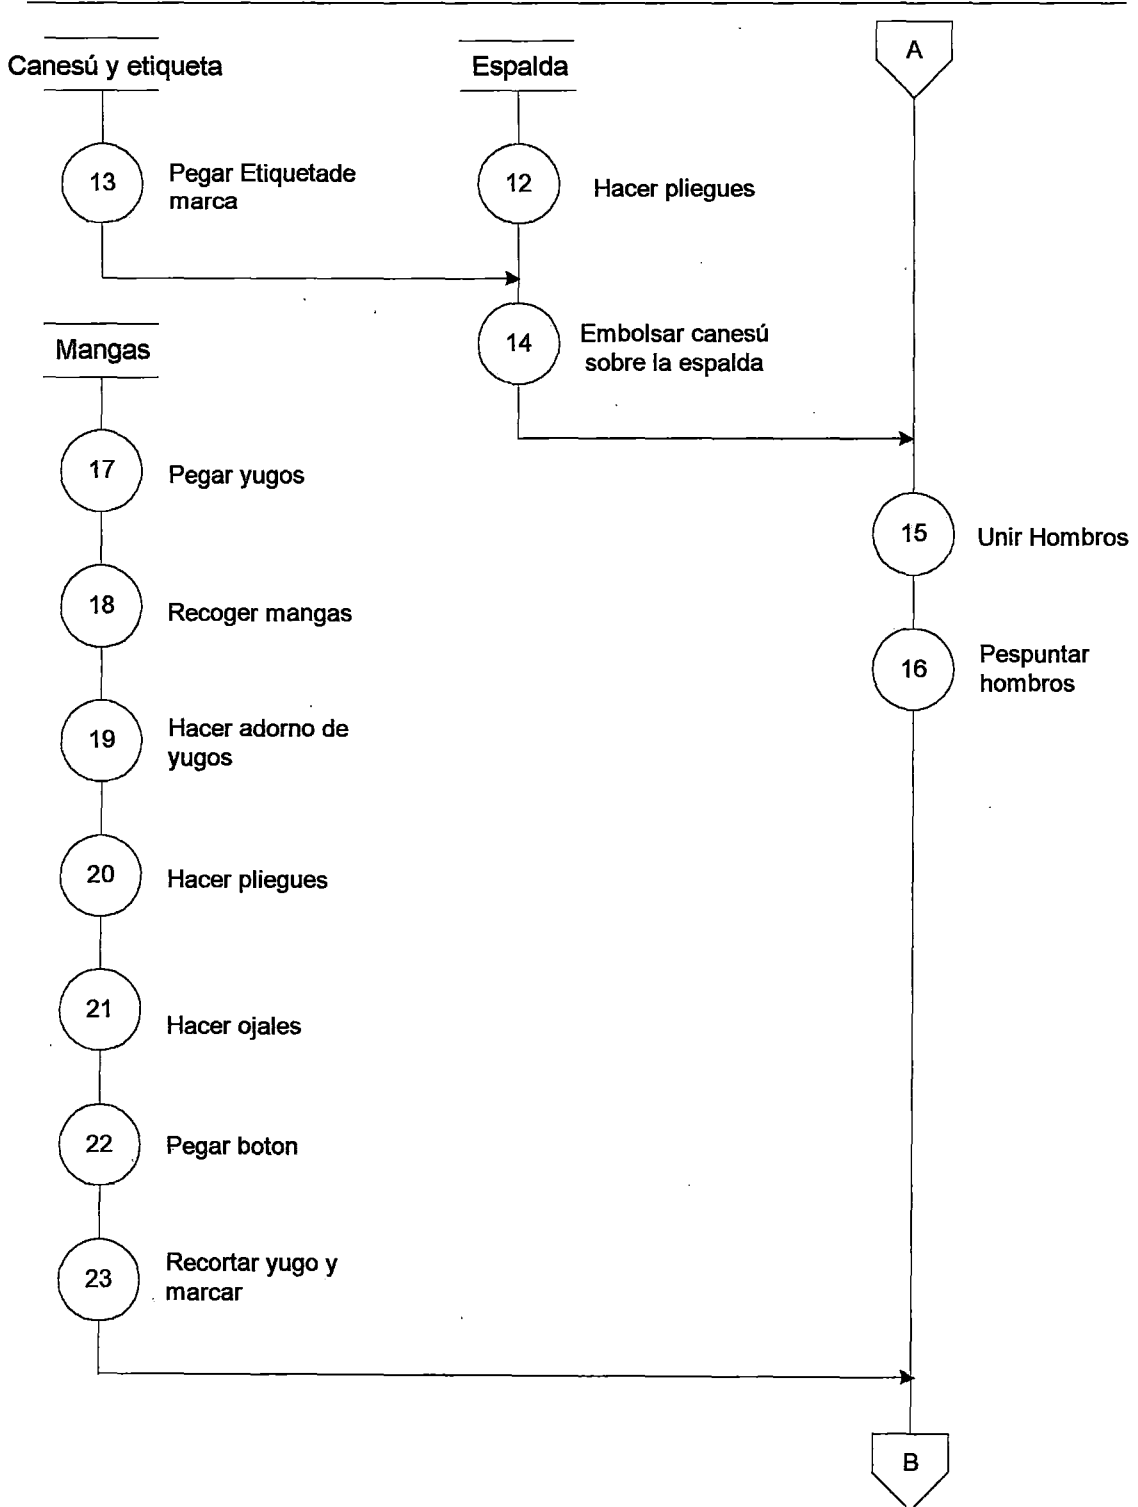 Canesú y etiqueta
Espalda
A
13
Pegar Etiquetade
marca
12
Hacer pliegues
14
Embolsar canesú
sobre la espalda
Mangas
17
Pegar yugos
15
Unir Hombros
18
Recoger mangas
16
Pespuntar
hombros
19
Hacer adorno de
yugos
20
Hacer pliegues
21
Hacer ojales
22
Pegar boton
23
Recortar yugo y
marcar
B